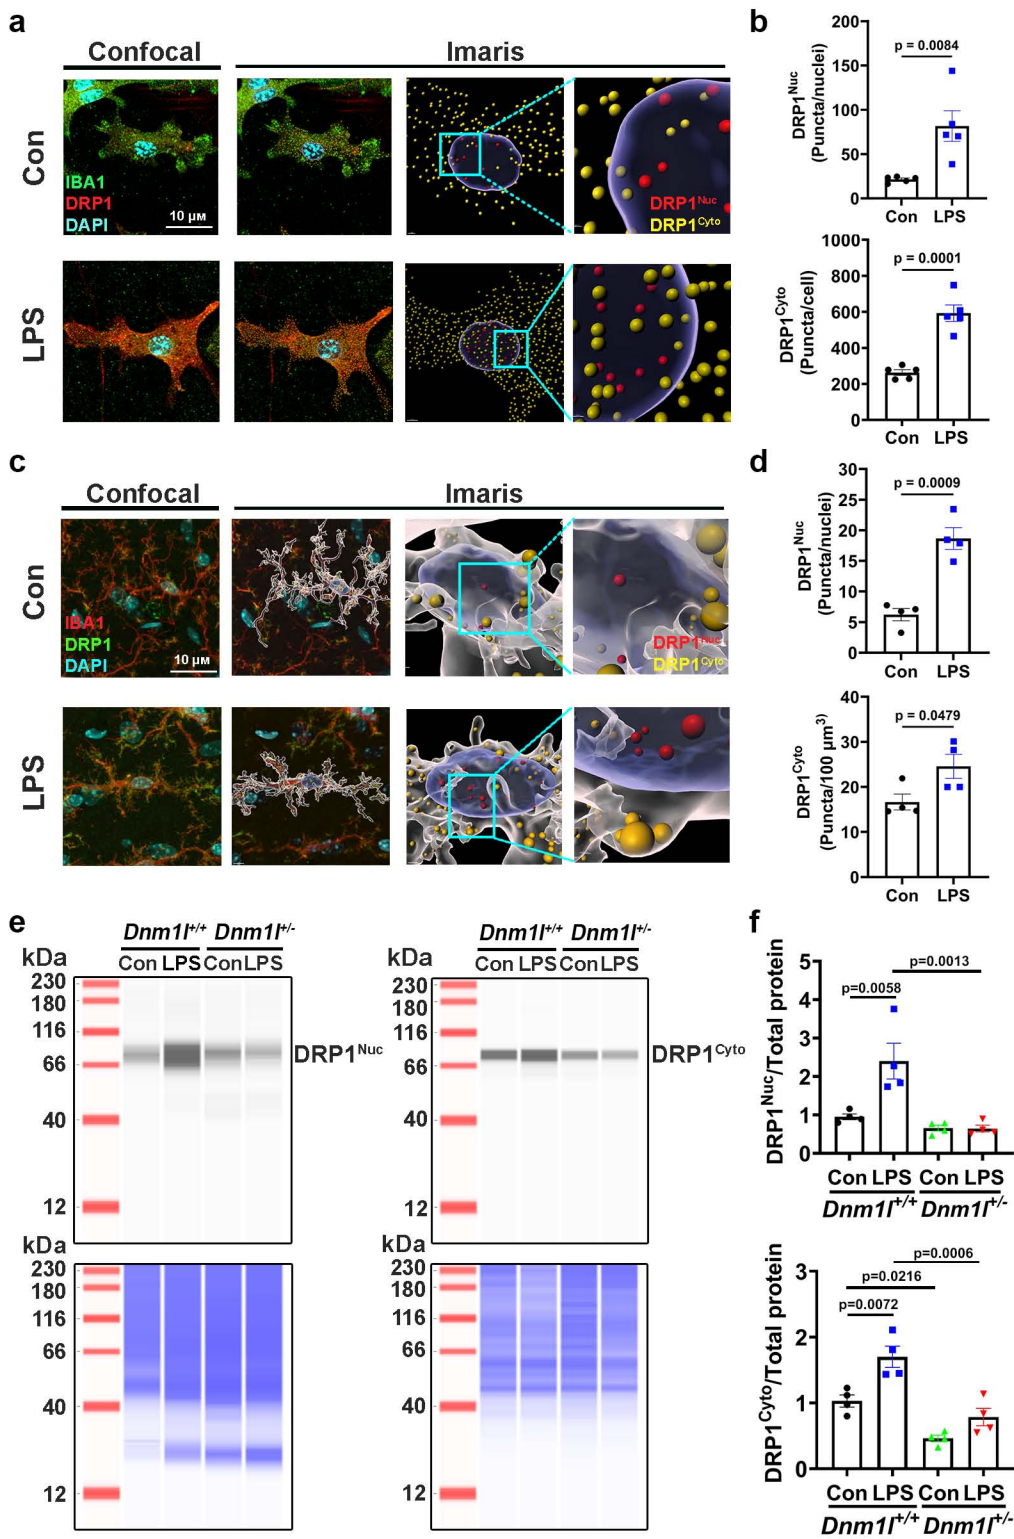 a
Confocal
Imaris
Con
IBA1
DRP1
DAPI
10 µм
DRP1Nuc
DRP1Cyto
LPS
b
DRP1Nuc
(Puncta/nuclei)
200
150
100
50
0
p = 0.0084
Con LPS
DRP1Cyto
(Puncta/cell)
1000
800
600
400
200
0
p = 0.0001
Con LPS
c
Confocal
Imaris
Con
IBA1
DRP1
DAPI
10 µм
DRP1Nuc
DRP1Cyto
LPS
d
DRP1Nuc
(Puncta/nuclei)
30
25
20
15
10
5
0
p = 0.0009
Con LPS
DRP1Cyto
(Puncta/100 µm3)
40
30
20
10
0
p = 0.0479
Con LPS
e
Dnm1l+/+ Dnm1l+/-
kDa Con LPS Con LPS
230
180
116
66
40
12
DRP1Nuc
kDa
230
180
116
66
40
12
Dnm1l+/+ Dnm1l+/-
kDa Con LPS Con LPS
230
180
116
66
40
12
DRP1Cyto
kDa
230
180
116
66
40
12
f
DRP1Nuc/Total protein
5
4
3
2
1
0
p=0.0013
p=0.0058
Con LPS Con LPS
Dnm1l+/+ Dnm1l+/-
DRP1Cyto/Total protein
3
2
1
0
p=0.0006
p=0.0216
p=0.0072
Con LPS Con LPS
Dnm1l+/+ Dnm1l+/-